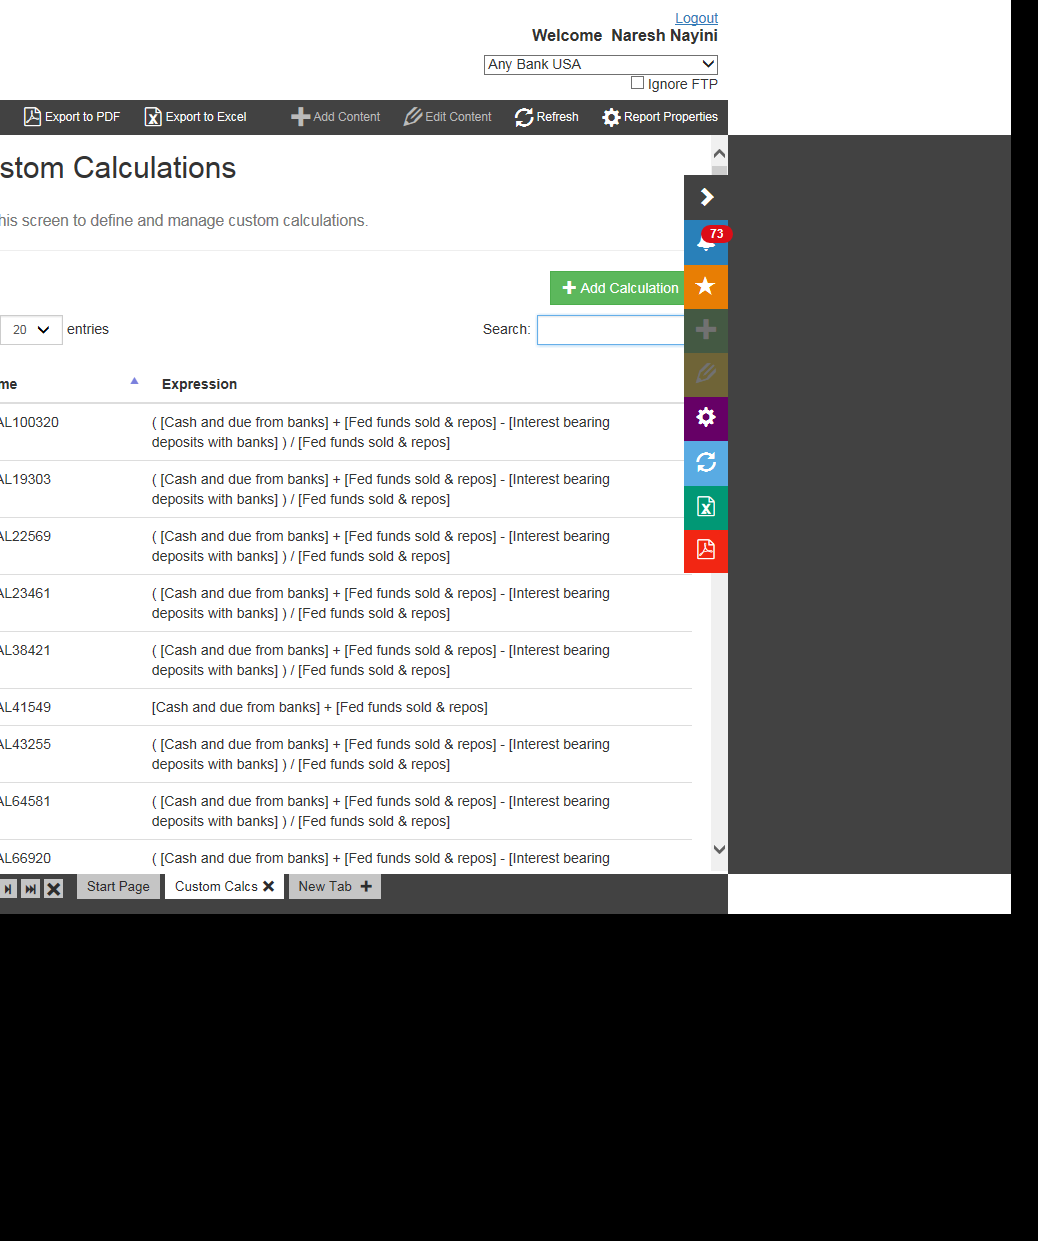 Logout
Welcome Naresh Nayini
Any Bank USA
Ignore FTP
Export to PDF Export to Excel Add Content Edit Content Refresh Report Properties
stom Calculations
his screen to define and manage custom calculations.
73
Add Calculation
20 entries Search:
me Expression
AL100320 ( [Cash and due from banks] + [Fed funds sold & repos] - [Interest bearing
deposits with banks] ) / [Fed funds sold & repos]
AL19303 ( [Cash and due from banks] + [Fed funds sold & repos] - [Interest bearing
deposits with banks] ) / [Fed funds sold & repos]
AL22569 ( [Cash and due from banks] + [Fed funds sold & repos] - [Interest bearing
deposits with banks] ) / [Fed funds sold & repos]
AL23461 ( [Cash and due from banks] + [Fed funds sold & repos] - [Interest bearing
deposits with banks] ) / [Fed funds sold & repos]
AL38421 ( [Cash and due from banks] + [Fed funds sold & repos] - [Interest bearing
deposits with banks] ) / [Fed funds sold & repos]
AL41549 [Cash and due from banks] + [Fed funds sold & repos]
AL43255 ( [Cash and due from banks] + [Fed funds sold & repos] - [Interest bearing
deposits with banks] ) / [Fed funds sold & repos]
AL64581 ( [Cash and due from banks] + [Fed funds sold & repos] - [Interest bearing
deposits with banks] ) / [Fed funds sold & repos]
AL66920 ( [Cash and due from banks] + [Fed funds sold & repos] - [Interest bearing
Start Page Custom Calcs New Tab